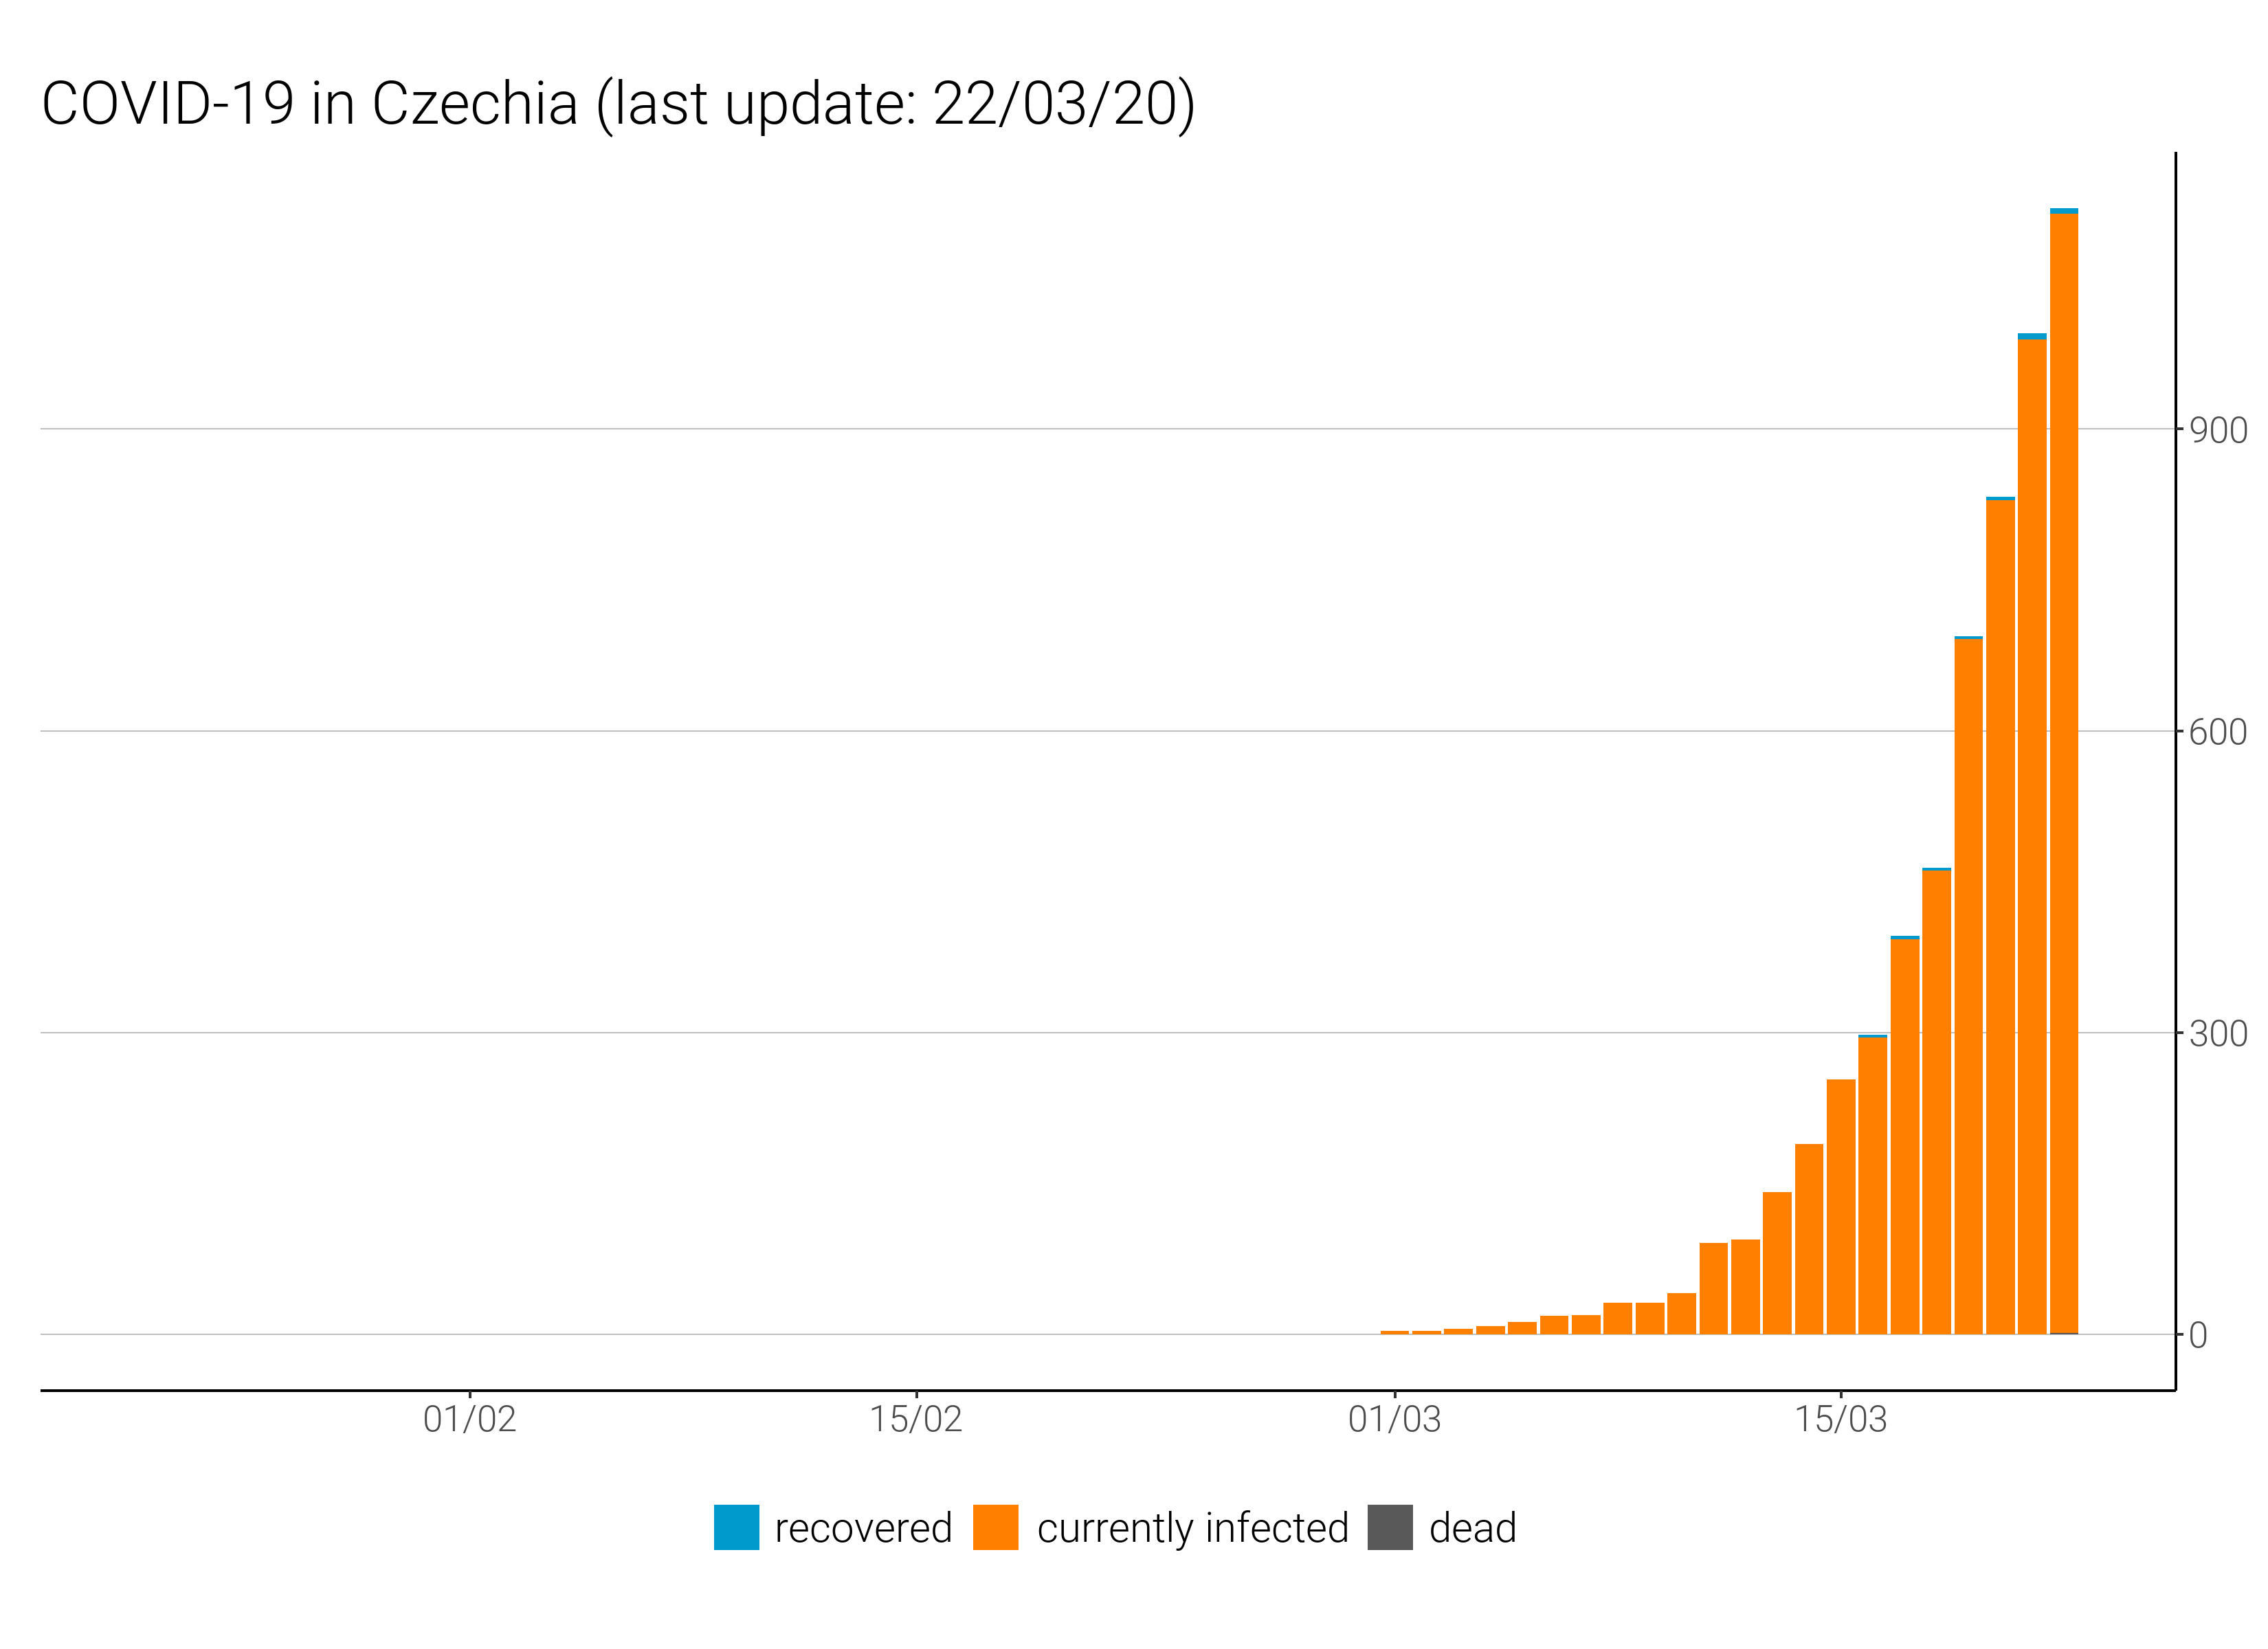 COVID-19 in Czechia (last update: 22/03/20)
900
600
300
0
01/02 15/02 01/03 15/03
recovered currently infected dead